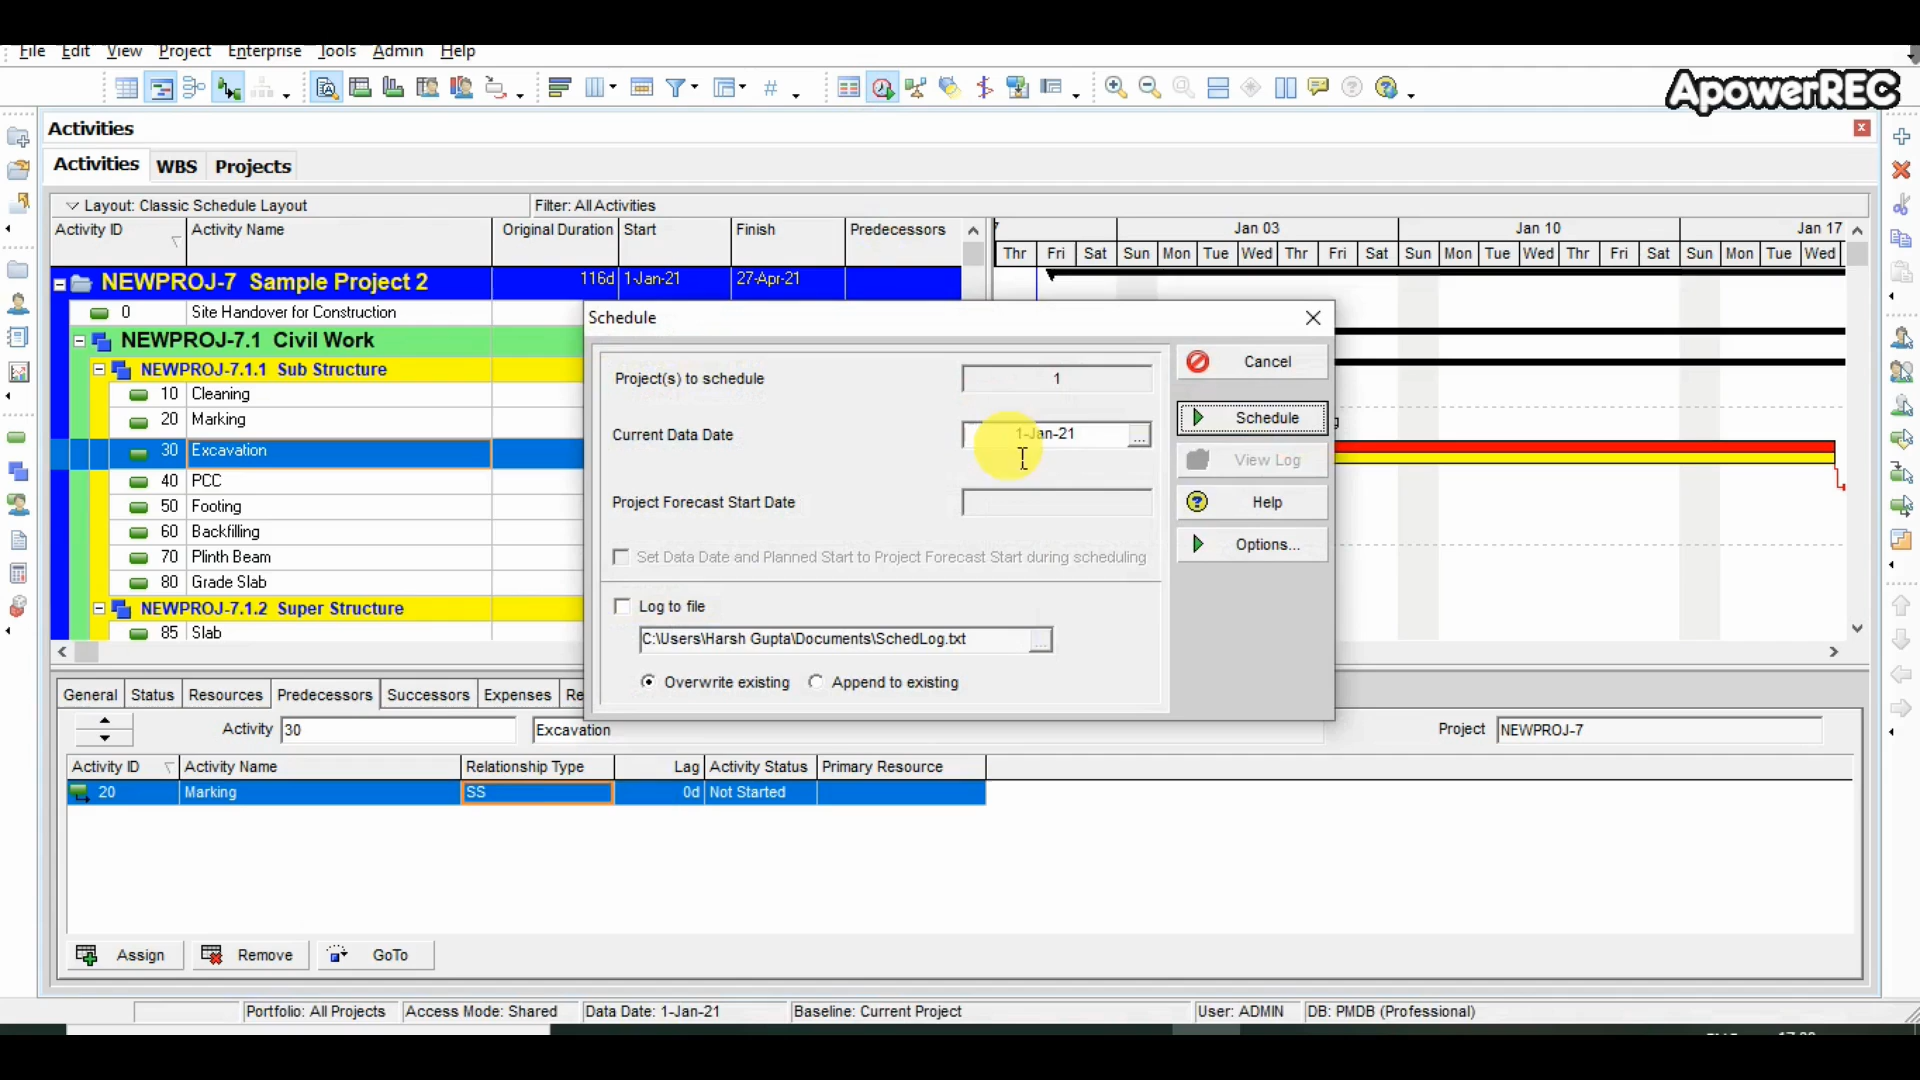 File Edit View Project Enterprise Tools Admin Help
ApowerREC
Activities
Activities WBS Projects
Layout: Classic Schedule Layout Filter: All Activities
Activity ID Activity Name Original Duration Start Finish Predecessors
Jan 03 Jan 10 Jan 17
Thr Fri Sat Sun Mon Tue Wed Thr Fri Sat Sun Mon Tue Wed Thr Fri Sat Sun Mon Tue Wed
NEWPROJ-7 Sample Project 2 116d 1-Jan-21 27-Apr-21
0 Site Handover for Construction
NEWPROJ-7.1 Civil Work
NEWPROJ-7.1.1 Sub Structure
10 Cleaning
20 Marking
30 Excavation
40 PCC
50 Footing
60 Backfilling
70 Plinth Beam
80 Grade Slab
NEWPROJ-7.1.2 Super Structure
85 Slab
Schedule
Project(s) to schedule 1
Current Data Date 1-Jan-21 ...
Project Forecast Start Date
Set Data Date and Planned Start to Project Forecast Start during scheduling
Log to file
C:\Users\Harsh Gupta\Documents\SchedLog.txt ...
Overwrite existing Append to existing
Cancel
Schedule
View Log
Help
Options...
General Status Resources Predecessors Successors Expenses Re
Activity 30 Excavation Project NEWPROJ-7
Activity ID Activity Name Relationship Type Lag Activity Status Primary Resource
20 Marking SS 0d Not Started
Assign Remove GoTo
Portfolio: All Projects Access Mode: Shared Data Date: 1-Jan-21 Baseline: Current Project User: ADMIN DB: PMDB (Professional)